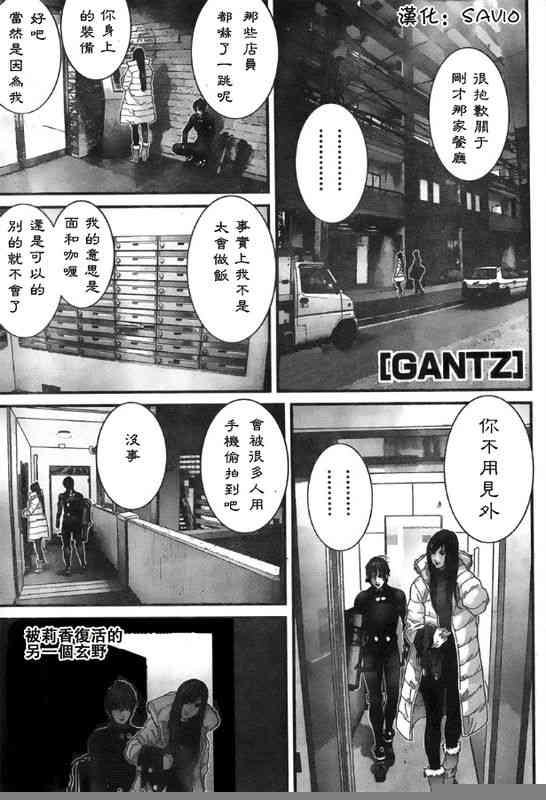 漢化：SAVIO
很抱歉關于
剛才那家餐廳
…………
[GANTZ]
那些店員
都嚇了一跳呢
你身上
的裝備
好吧
當然是因為我
事實上我不是
太會做飯
我的意思是
面和咖喱
還是可以的
別的就不會了
你不用見外
…………
會被很多人用
手機偷拍到吧
沒事
被莉香復活的
另一個玄野